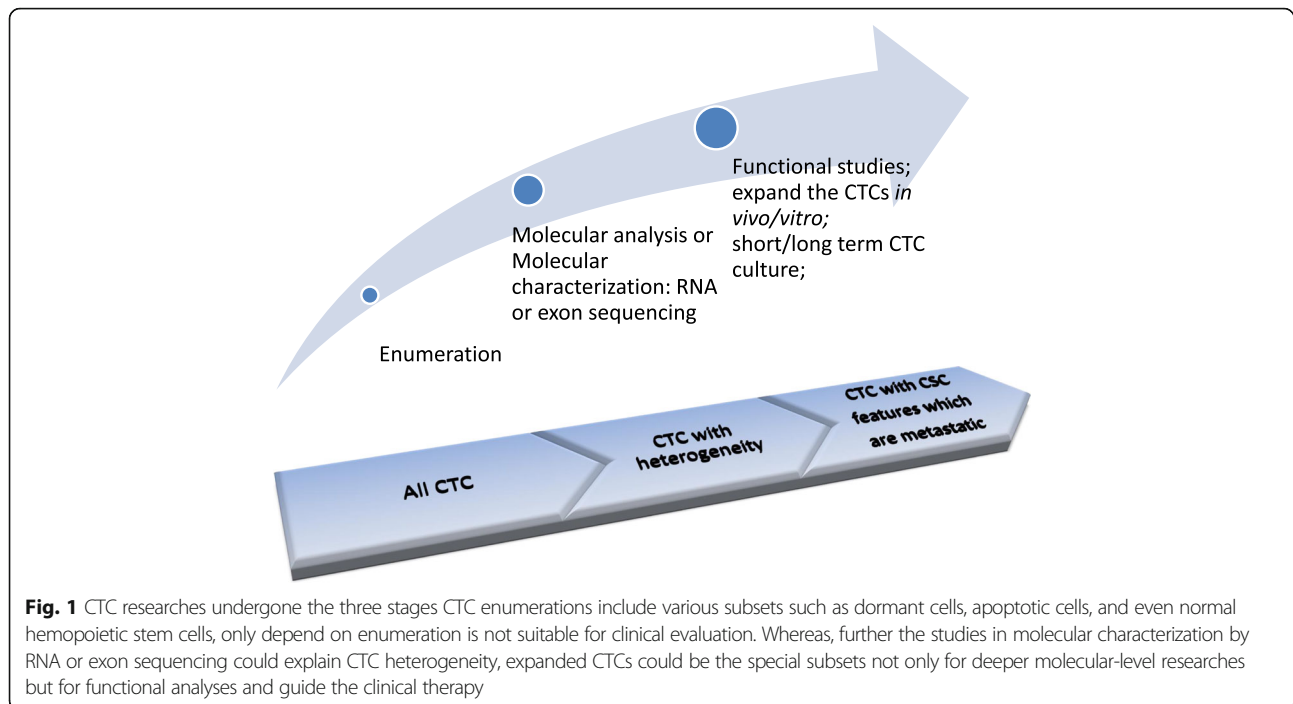 Functional studies;
expand the CTCs in
vivo/vitro;
short/long term CTC
culture;
Molecular analysis or
Molecular
characterization: RNA
or exon sequencing
Enumeration
All CTC
CTC with
heterogeneity
CTC with CSC
features which
are metastatic
Fig. 1 CTC researches undergone the three stages CTC enumerations include various subsets such as dormant cells, apoptotic cells, and even normal
hemopoietic stem cells, only depend on enumeration is not suitable for clinical evaluation. Whereas, further the studies in molecular characterization by
RNA or exon sequencing could explain CTC heterogeneity, expanded CTCs could be the special subsets not only for deeper molecular-level researches
but for functional analyses and guide the clinical therapy